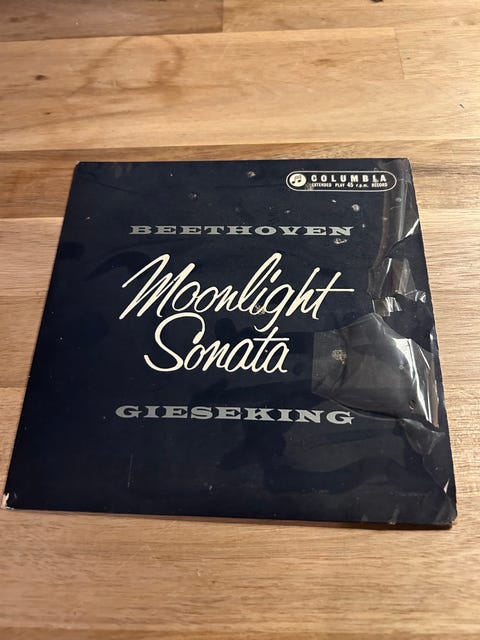 COLUMBIA
EXTENDED PLAY 45 r.p.m. RECORD
BEETHOVEN
Moonlight
Sonata
GIESEKING